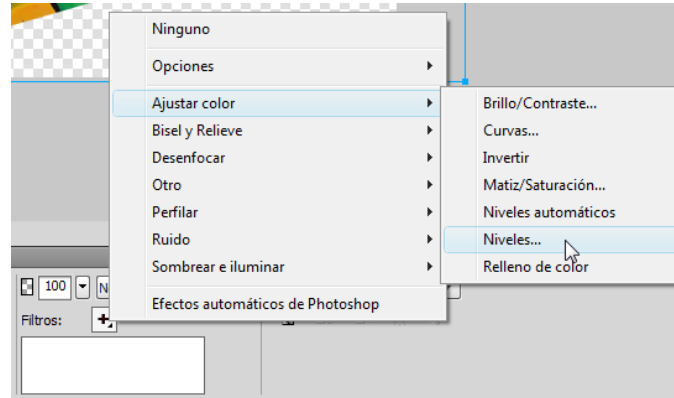 Ninguno
Opciones
Ajustar color
Bisel y Relieve
Desenfocar
Otro
Perfilar
Ruido
Sombrear e iluminar
Efectos automáticos de Photoshop
Brillo/Contraste...
Curvas...
Invertir
Matiz/Saturación...
Niveles automáticos
Niveles...
Relleno de color
100
N
Filtros: